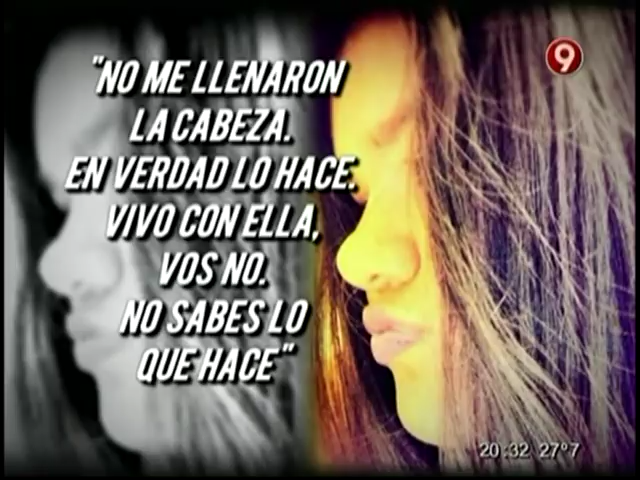 "NO ME LLENARON
LA CABEZA.
EN VERDAD LO HACE.
VIVO CON ELLA,
VOS NO.
NO SABES LO
QUE HACE"
9
20:32 27°7